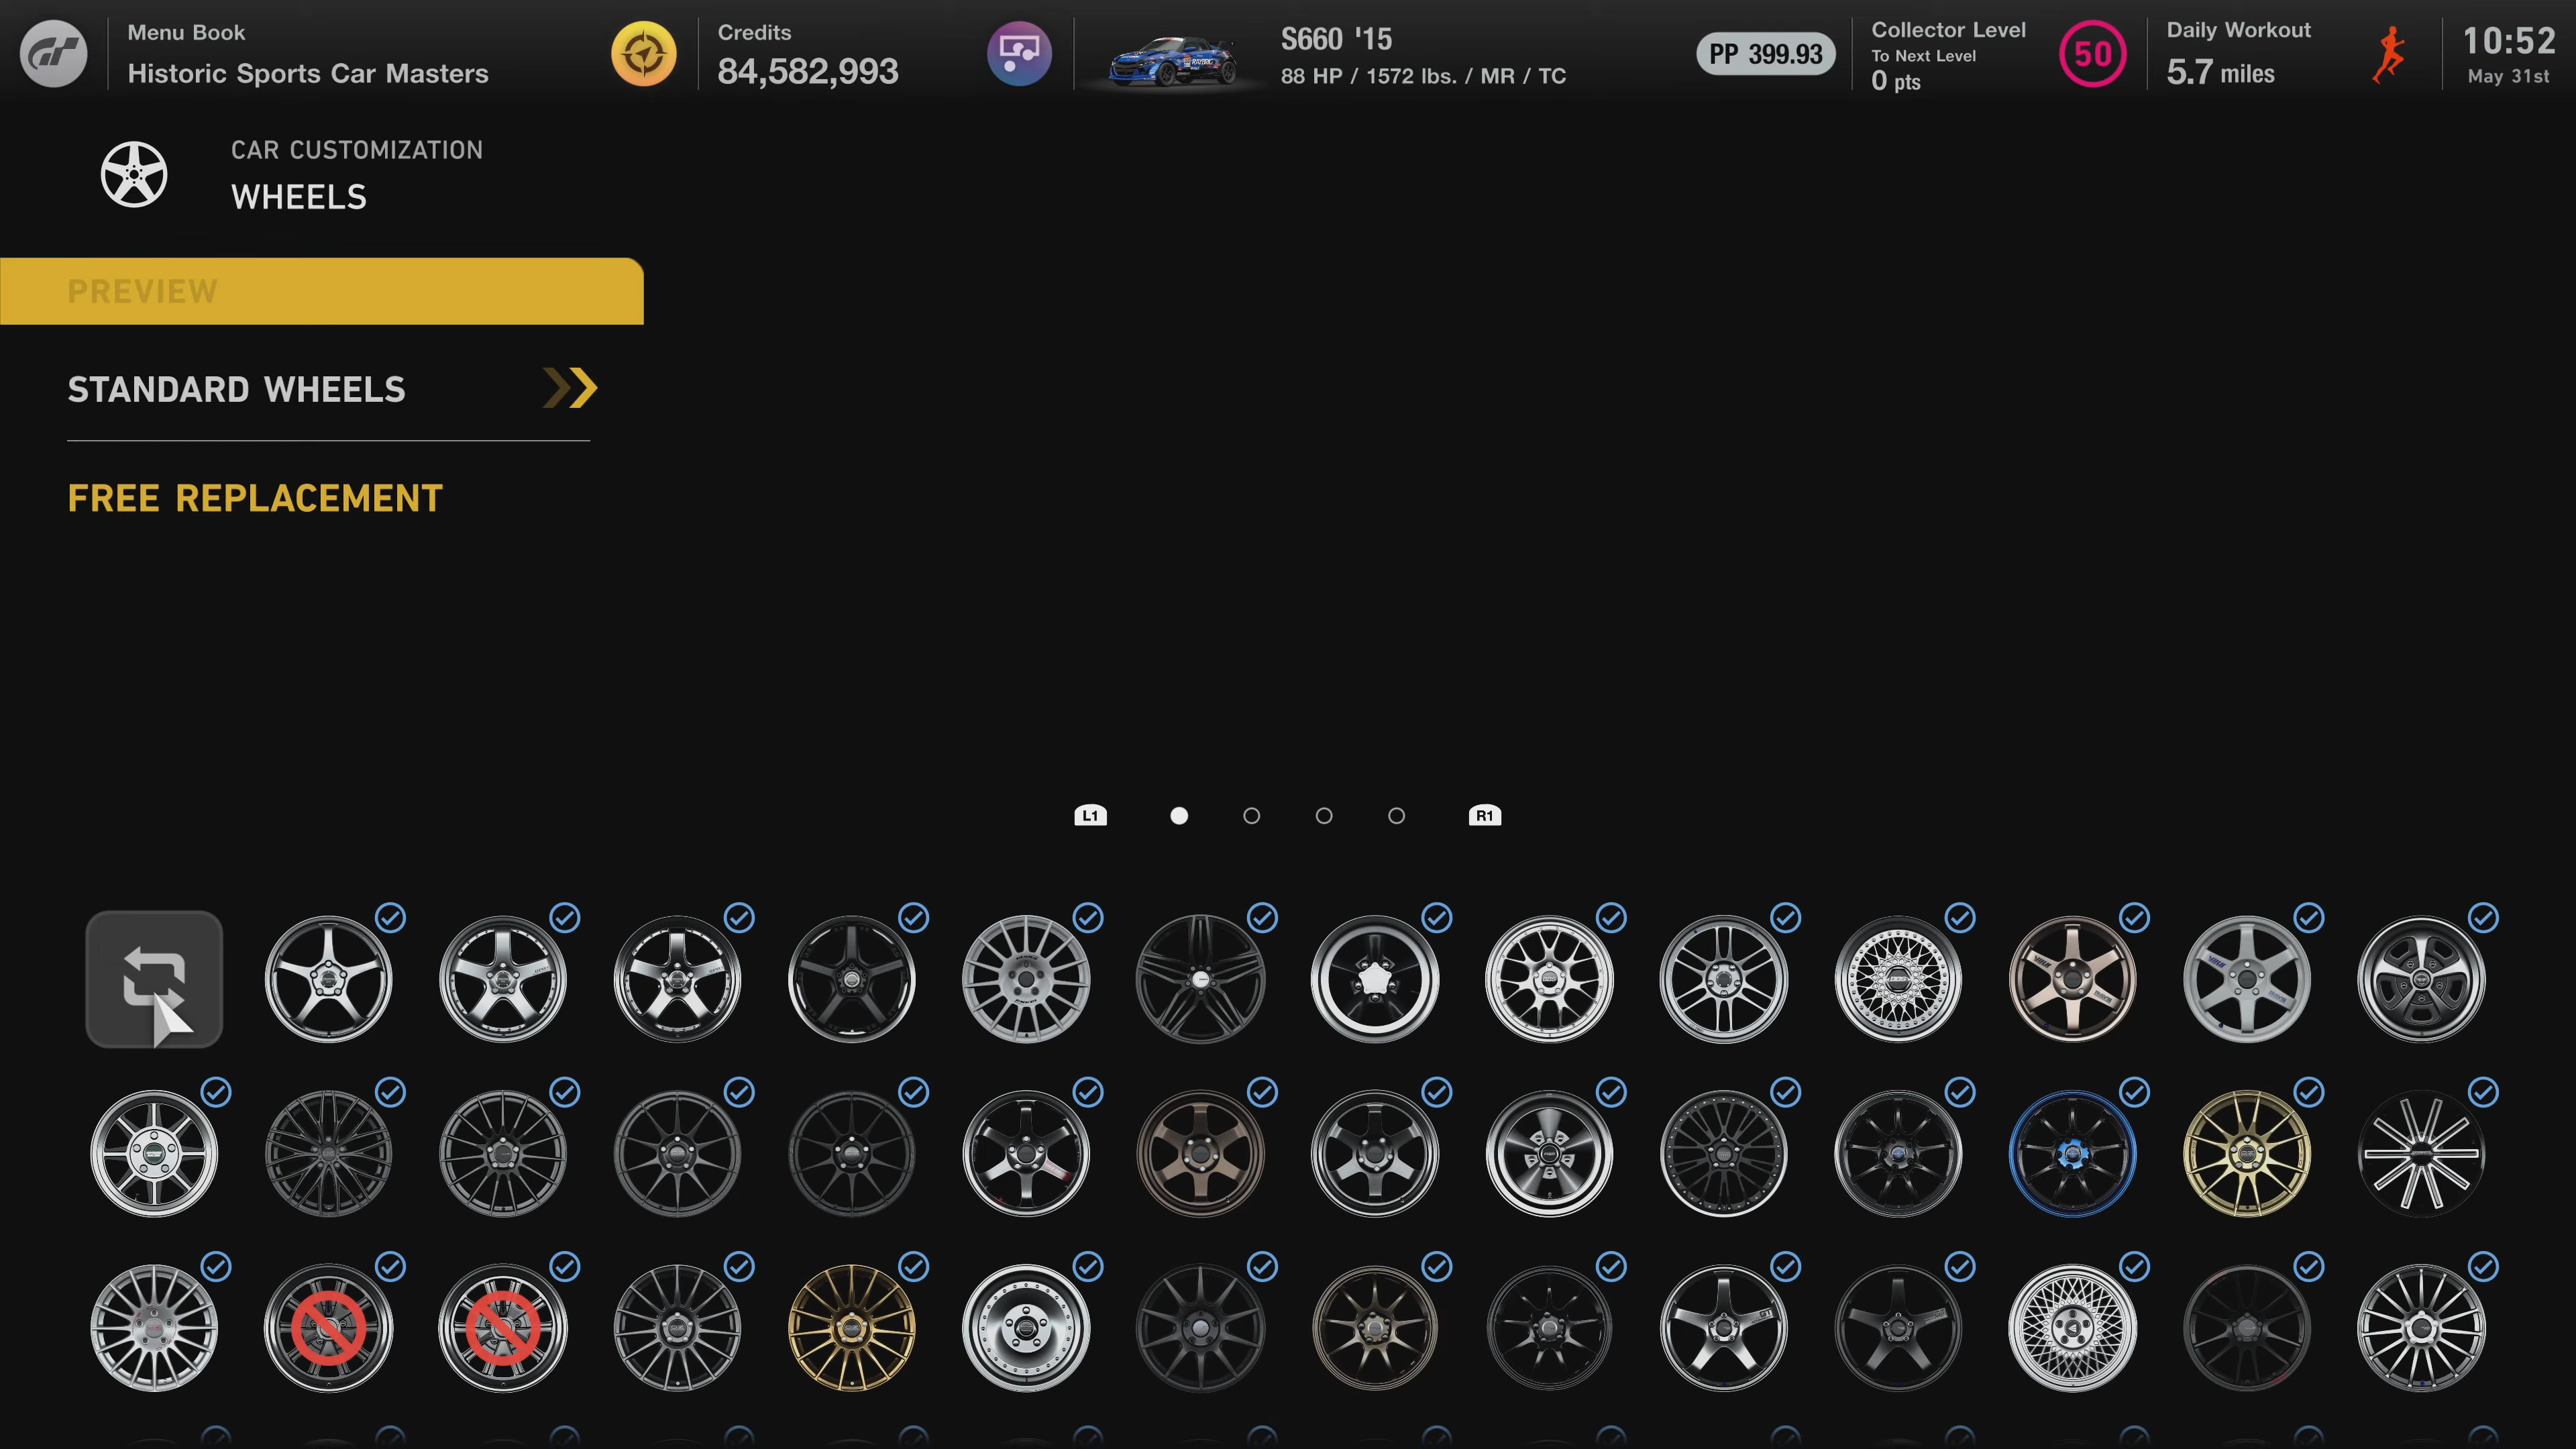 Menu Book
Historic Sports Car Masters
Credits
84,582,993
S660 '15
88 HP / 1572 lbs. / MR / TC
PP 399.93
Collector Level
To Next Level
0 pts
50
Daily Workout
5.7 miles
10:52
May 31st
CAR CUSTOMIZATION
WHEELS
PREVIEW
STANDARD WHEELS
FREE REPLACEMENT
L1
R1